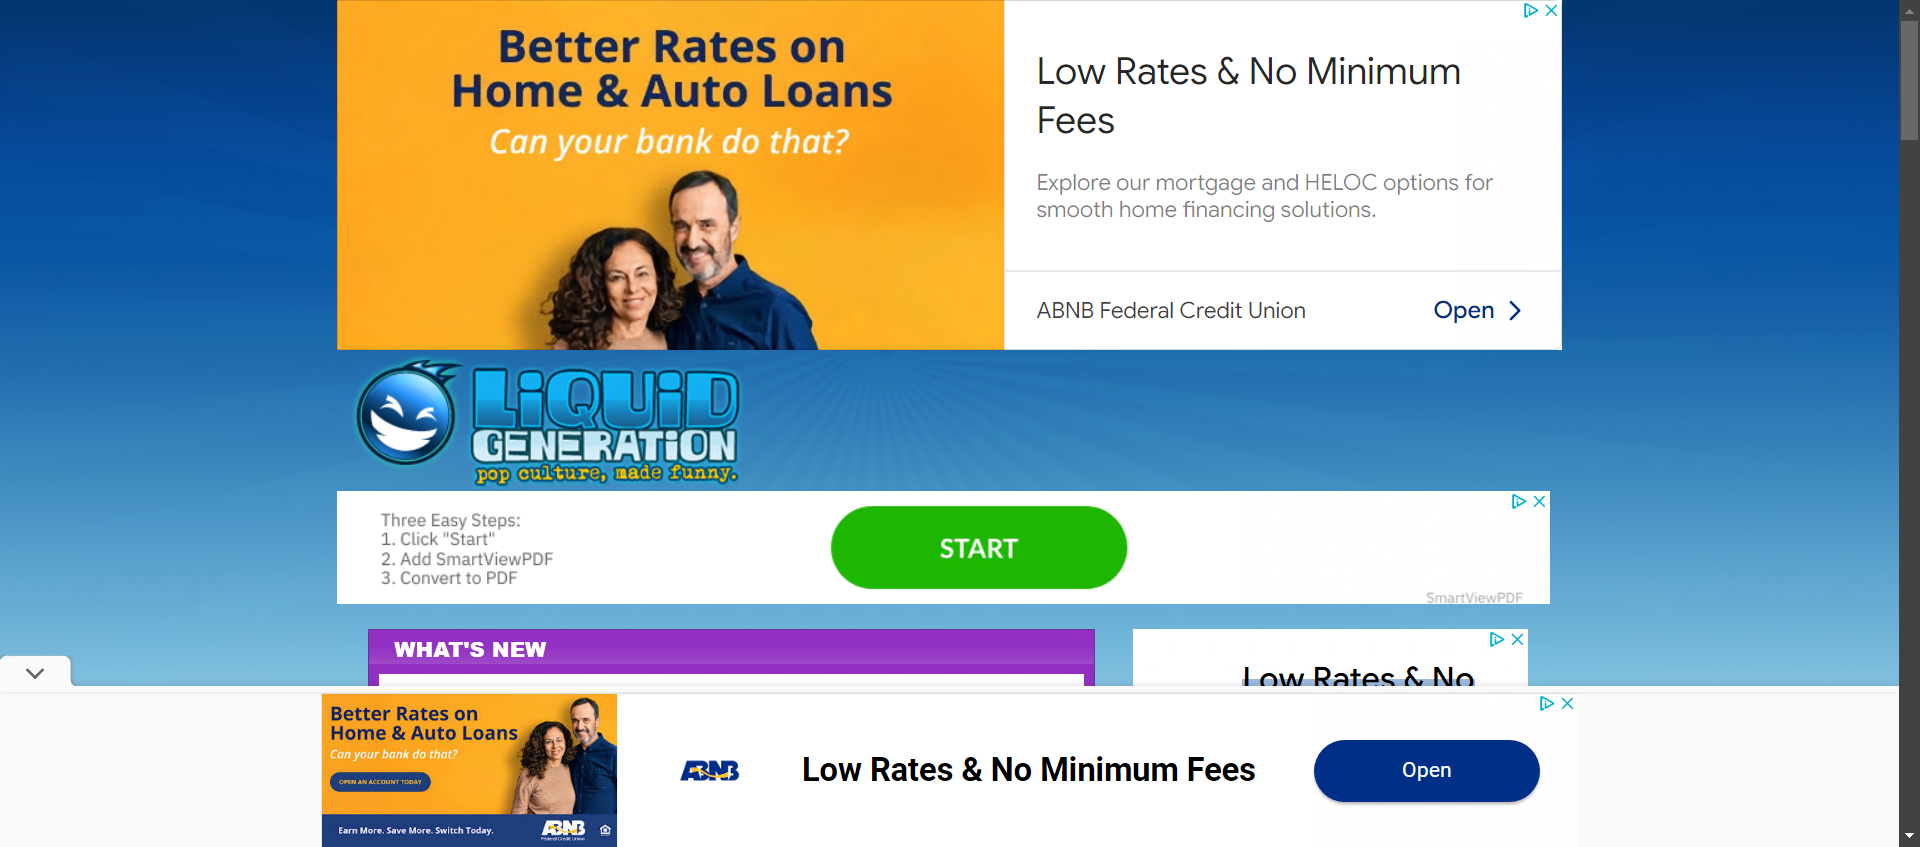 Better Rates on
Home & Auto Loans
Can your bank do that?
Low Rates & No Minimum
Fees
Explore our mortgage and HELOC options for
smooth home financing solutions.
ABNB Federal Credit Union
Open
LiQUiD
GENERATiON
pop culture, made funny.
Three Easy Steps:
1. Click "Start"
2. Add SmartViewPDF
3. Convert to PDF
START
SmartViewPDF
WHAT'S NEW
Low Rates & No
Better Rates on
Home & Auto Loans
Can your bank do that?
OPEN AN ACCOUNT TODAY
Earn More. Save More. Switch Today.
ABNB
Federal Credit Union
ABNB
Low Rates & No Minimum Fees
Open